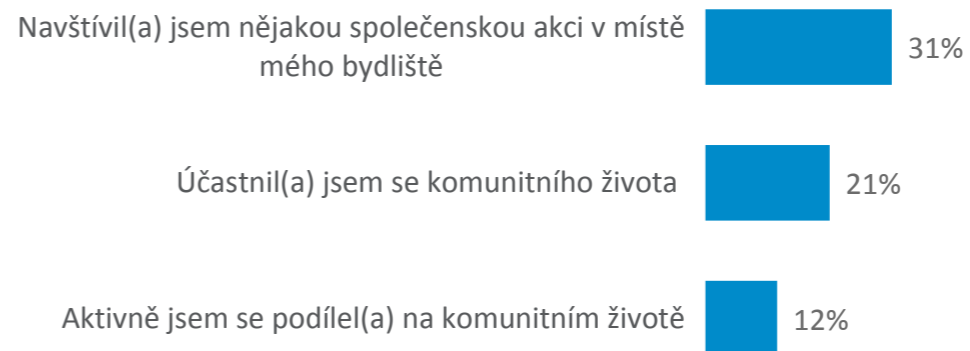 Navštívil(a) jsem nějakou společenskou akci v místě
mého bydliště
31%
Účastnil(a) jsem se komunitního života
21%
Aktivně jsem se podílel(a) na komunitním životě
12%